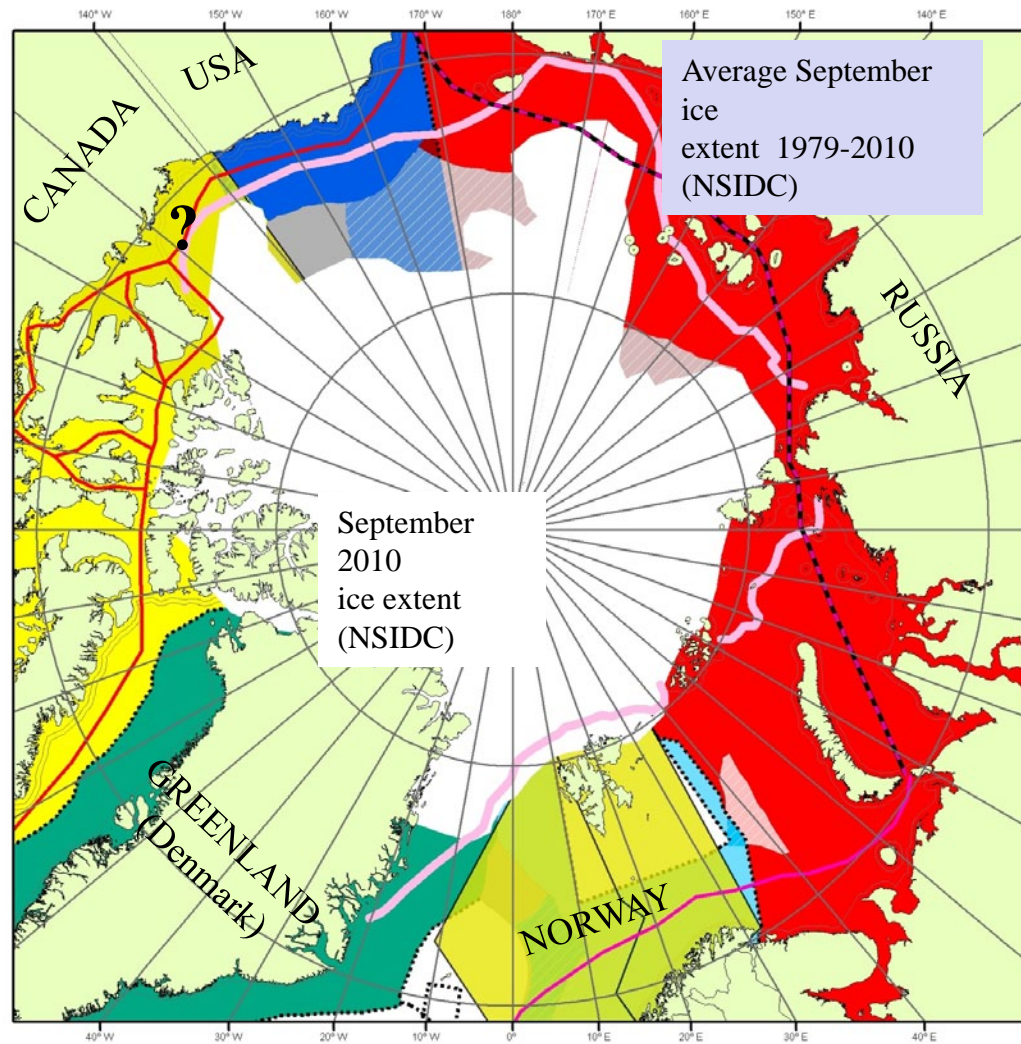 140° W
150° W
160° W
170° W
180°
170° E
160° E
150° E
140° E
USA
CANADA
?
Average September
ice
extent 1979-2010
(NSIDC)
RUSSIA
September
2010
ice extent
(NSIDC)
GREENLAND
(Denmark)
NORWAY
40° W
30° W
20° W
10° W
0°
10° E
20° E
30° E
40° E